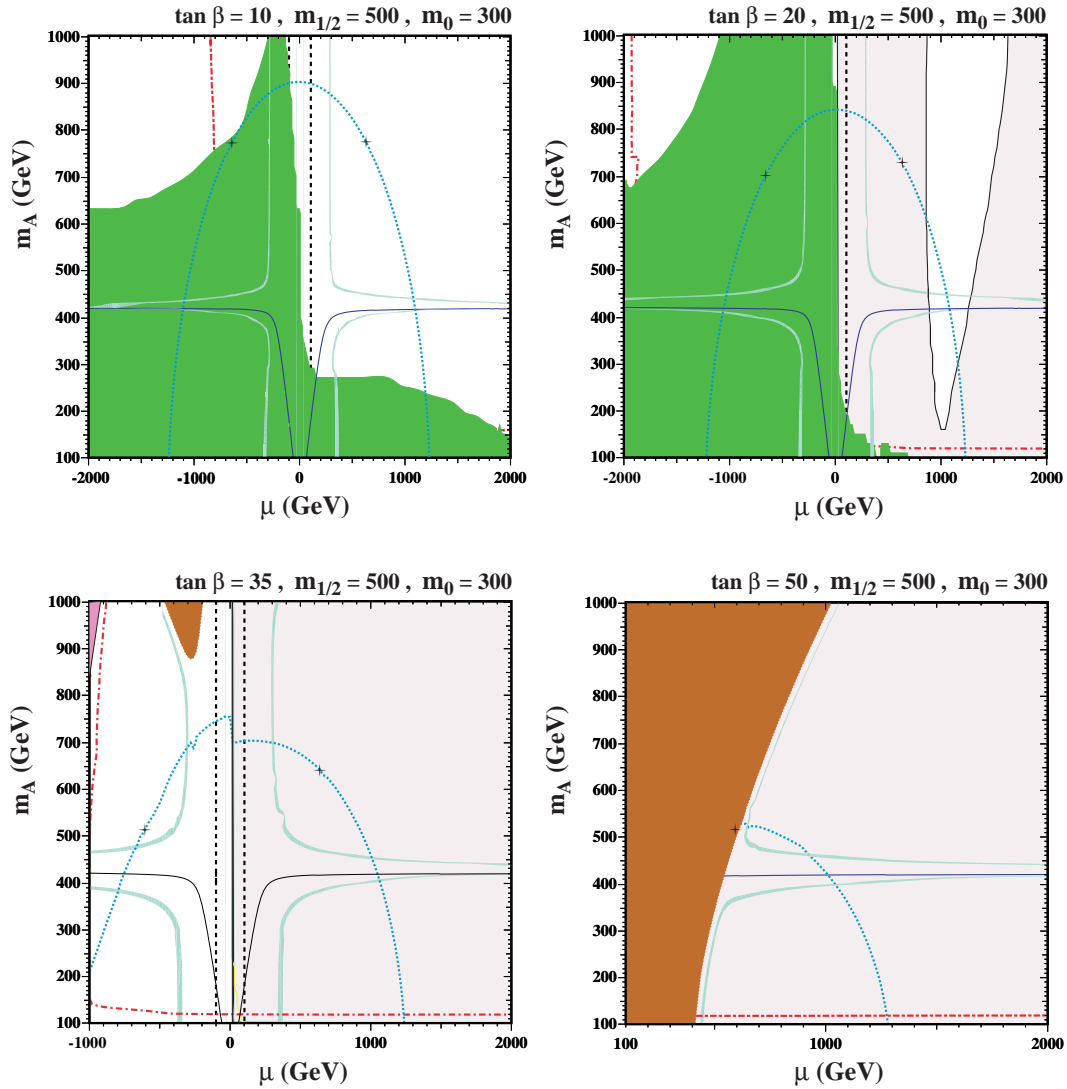 tan β = 10 , m1/2 = 500 , m0 = 300
1000
900
800
700
600
500
400
300
200
100
mA (GeV)
-2000 -1000 0 1000 2000
μ (GeV)
tan β = 20 , m1/2 = 500 , m0 = 300
1000
900
800
700
600
500
400
300
200
100
mA (GeV)
-2000 -1000 0 1000 2000
μ (GeV)
tan β = 35 , m1/2 = 500 , m0 = 300
1000
900
800
700
600
500
400
300
200
100
mA (GeV)
-1000 0 1000 2000
μ (GeV)
tan β = 50 , m1/2 = 500 , m0 = 300
1000
900
800
700
600
500
400
300
200
100
mA (GeV)
100 1000 2000
μ (GeV)